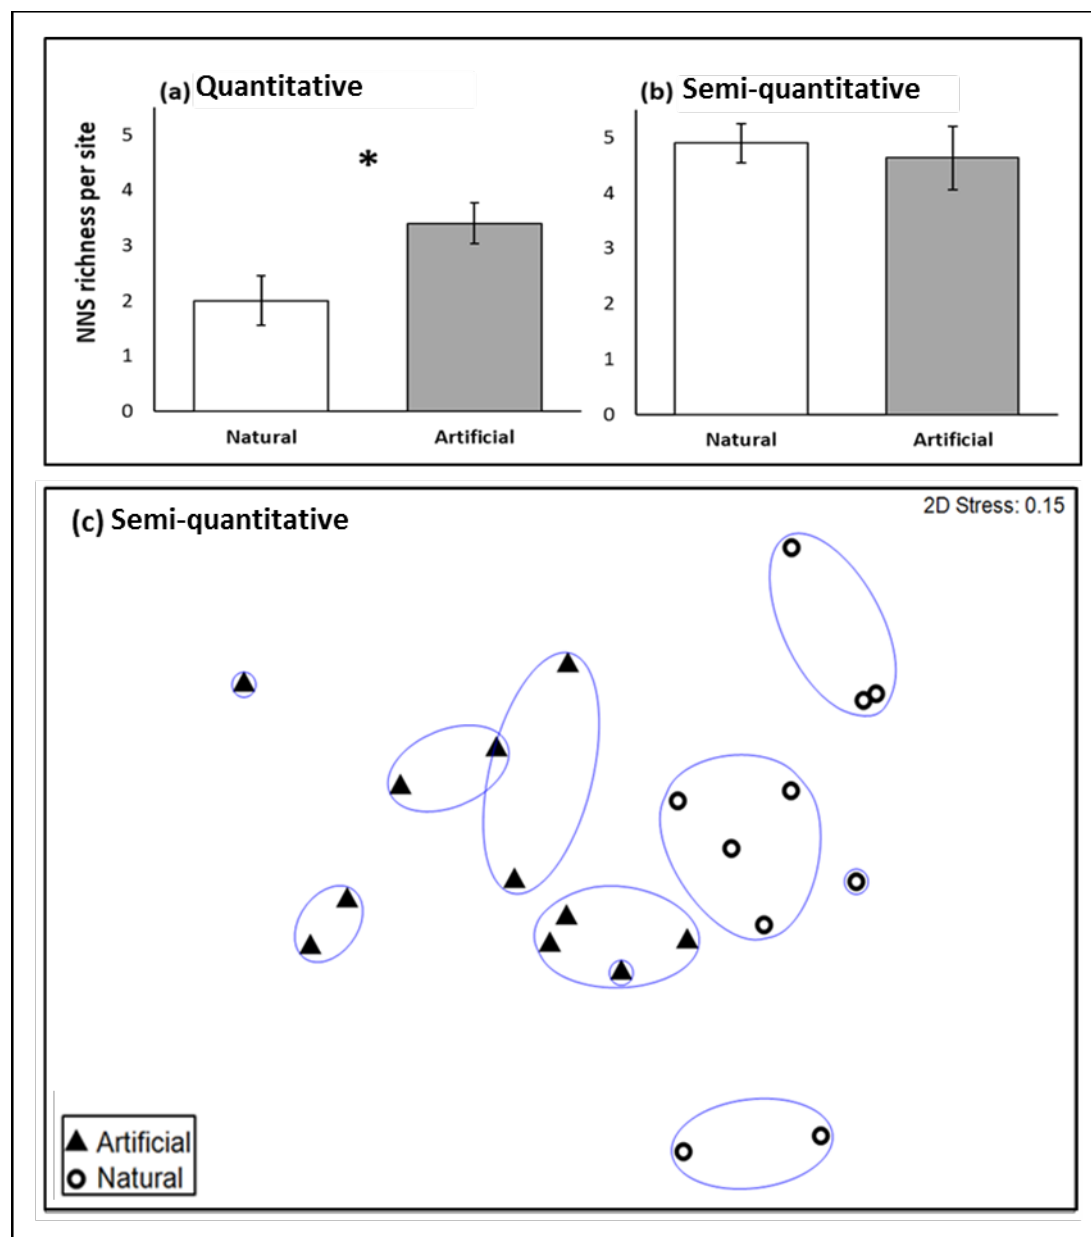 (a) Quantitative
NNS richness per site
5
4
3
2
1
0
*
Natural
Artificial
(b) Semi-quantitative
5
4
3
2
1
0
Natural
Artificial
(c) Semi-quantitative
2D Stress: 0.15
Artificial
Natural